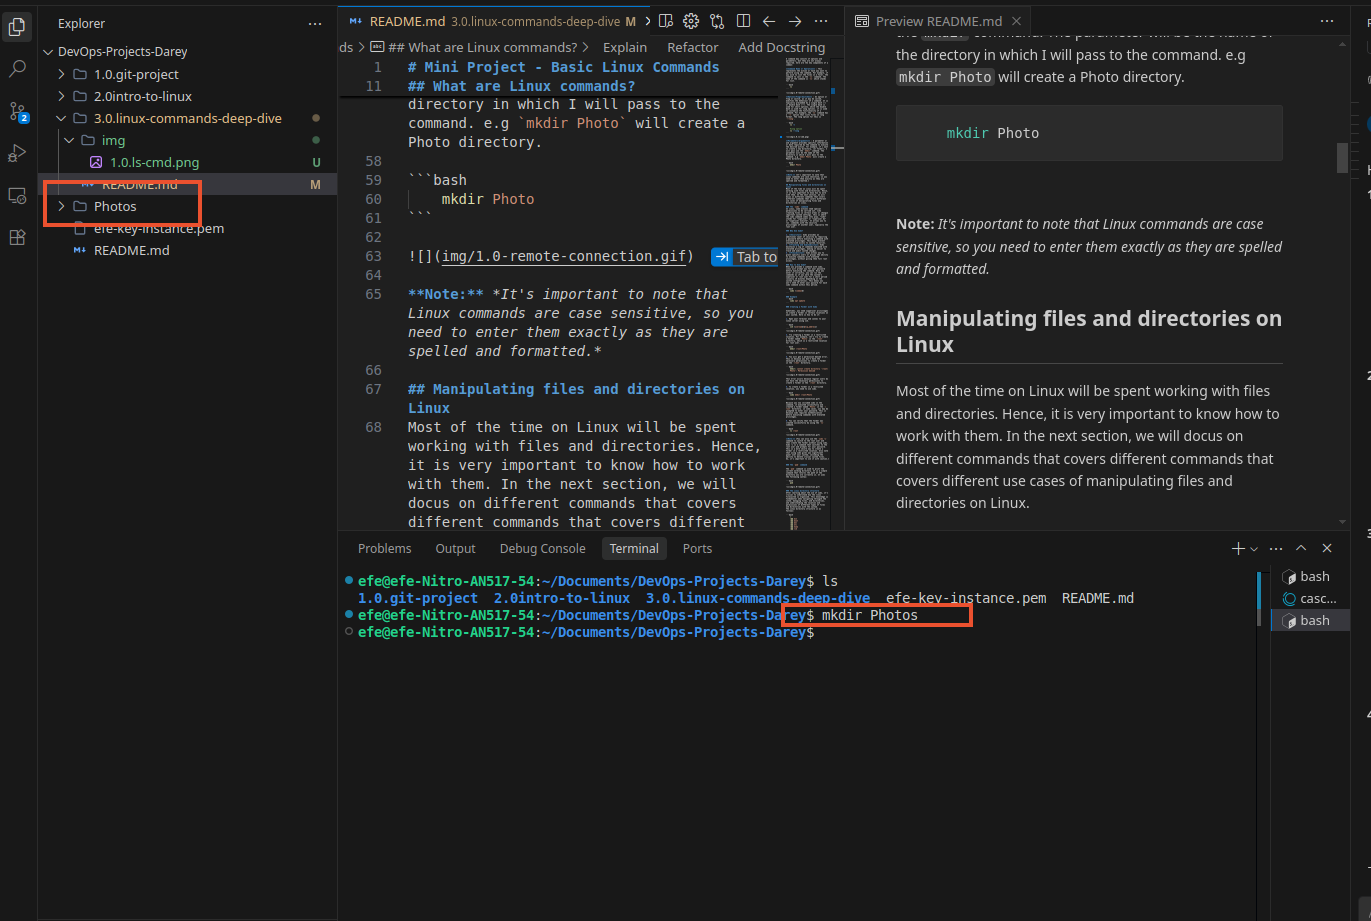 Explorer
DevOps-Projects-Darey
1.0.git-project
2.0intro-to-linux
3.0.linux-commands-deep-dive
img
1.0.ls-cmd.png U
README.md M
Photos
efe-key-instance.pem
README.md
2
README.md 3.0.linux-commands-deep-dive M
ds > ## What are Linux commands? > Explain Refactor Add Docstring
1 # Mini Project - Basic Linux Commands
11 ## What are Linux commands?
directory in which I will pass to the
command. e.g `mkdir Photo` will create a
Photo directory.
58
59 ```bash
60 mkdir Photo
61 ```
62
63 ![](img/1.0-remote-connection.gif) Tab to
64
65 **Note:** *It's important to note that
Linux commands are case sensitive, so you
need to enter them exactly as they are
spelled and formatted.*
66
67 ## Manipulating files and directories on
Linux
68 Most of the time on Linux will be spent
working with files and directories. Hence,
it is very important to know how to work
with them. In the next section, we will
docus on different commands that covers
different commands that covers different
Preview README.md
the directory in which I will pass to the command. e.g
mkdir Photo will create a Photo directory.
mkdir Photo
Note: It's important to note that Linux commands are case
sensitive, so you need to enter them exactly as they are spelled
and formatted.
Manipulating files and directories on
Linux
Most of the time on Linux will be spent working with files
and directories. Hence, it is very important to know how to
work with them. In the next section, we will docus on
different commands that covers different commands that
covers different use cases of manipulating files and
directories on Linux.
Problems Output Debug Console Terminal Ports
efe@efe-Nitro-AN517-54:~/Documents/DevOps-Projects-Darey$ ls
1.0.git-project 2.0intro-to-linux 3.0.linux-commands-deep-dive efe-key-instance.pem README.md
efe@efe-Nitro-AN517-54:~/Documents/DevOps-Projects-Darey$ mkdir Photos
efe@efe-Nitro-AN517-54:~/Documents/DevOps-Projects-Darey$
bash
casc...
bash